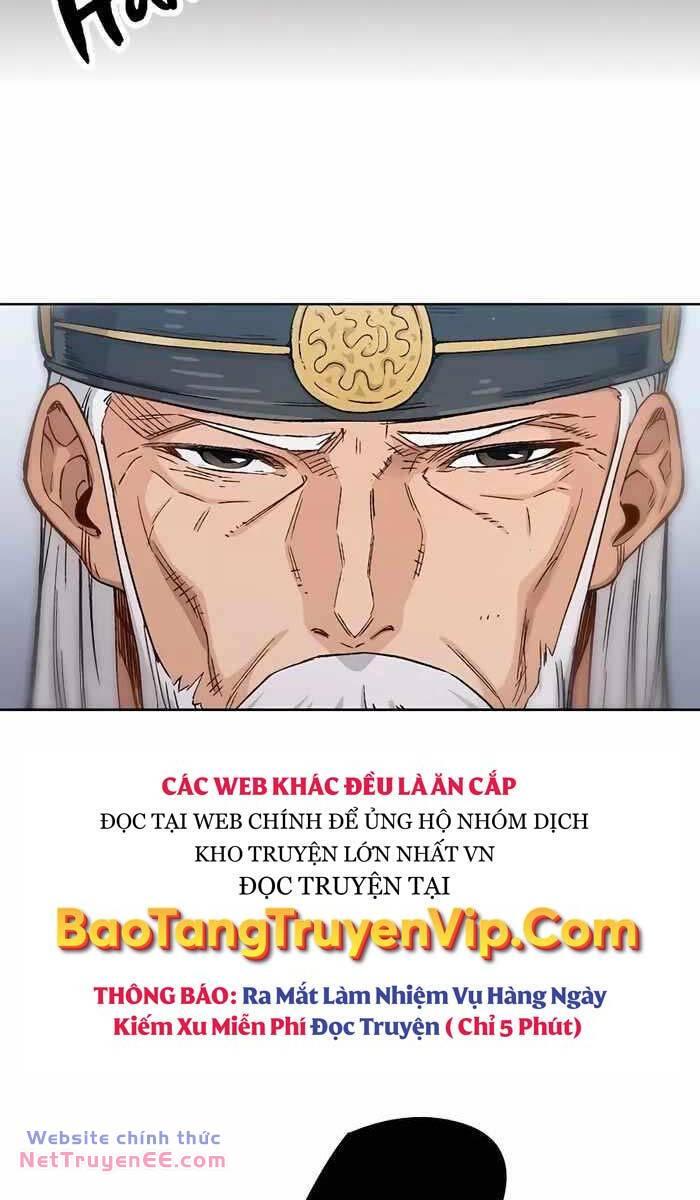 CÁC WEB KHÁC ĐỀU LÀ ĂN CẮP
ĐỌC TẠI WEB CHÍNH ĐỂ ỦNG HỘ NHÓM DỊCH
KHO TRUYỆN LỚN NHẤT VN
ĐỌC TRUYỆN TẠI
BaoTangTruyenVip.Com
THÔNG BÁO: Ra Mắt Làm Nhiệm Vụ Hàng Ngày
Kiếm Xu Miễn Phí Đọc Truyện ( Chỉ 5 Phút)
Website chính thức
NetTruyenEE.com